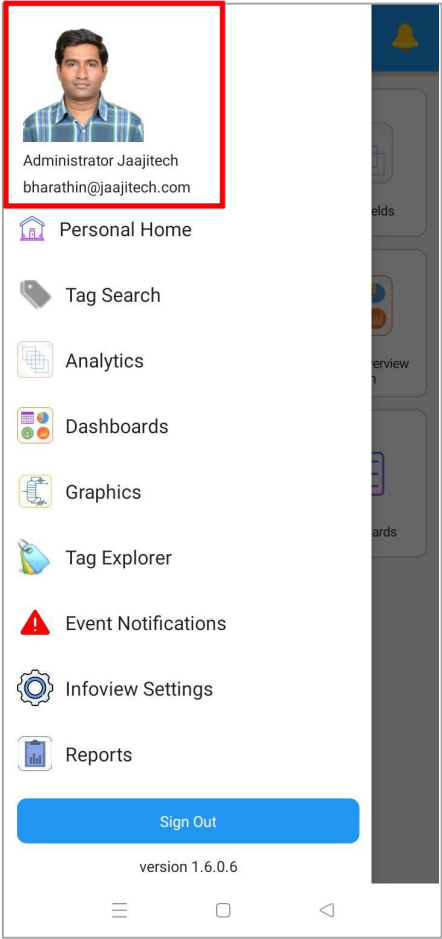 Administrator Jaajitech
bharathin@jaajitech.com
Personal Home
elds
Tag Search
Analytics
erview
Dashboards
Graphics
ards
Tag Explorer
Event Notifications
Infoview Settings
Reports
Sign Out
version 1.6.0.6